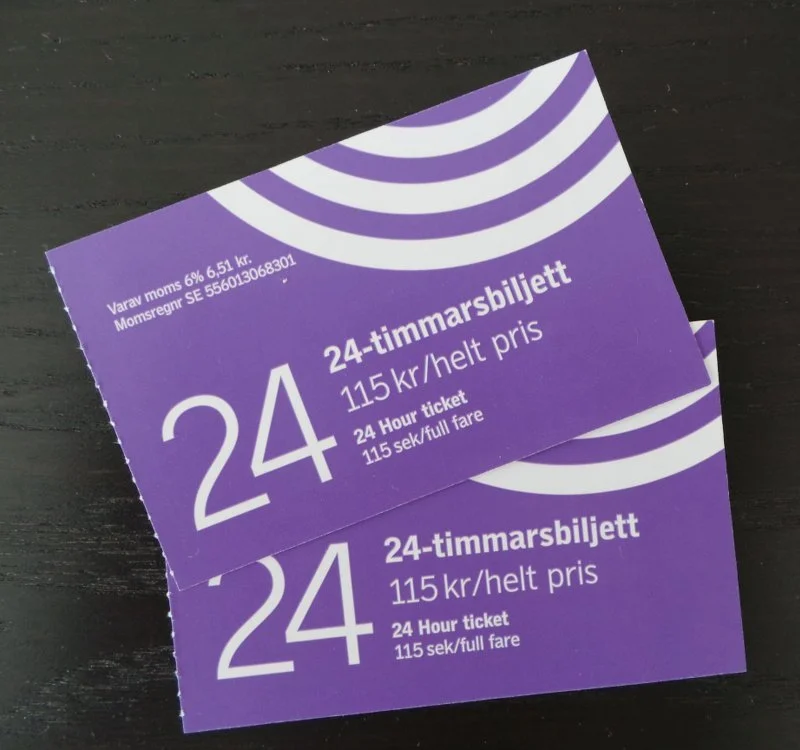 Varav moms 6% 6,51 kr.
Momsregnr SE 556013068301
24
24-timmarsbiljett
115 kr/helt pris
24 Hour ticket
115 sek/full fare
24
24-timmarsbiljett
115 kr/helt pris
24 Hour ticket
115 sek/full fare